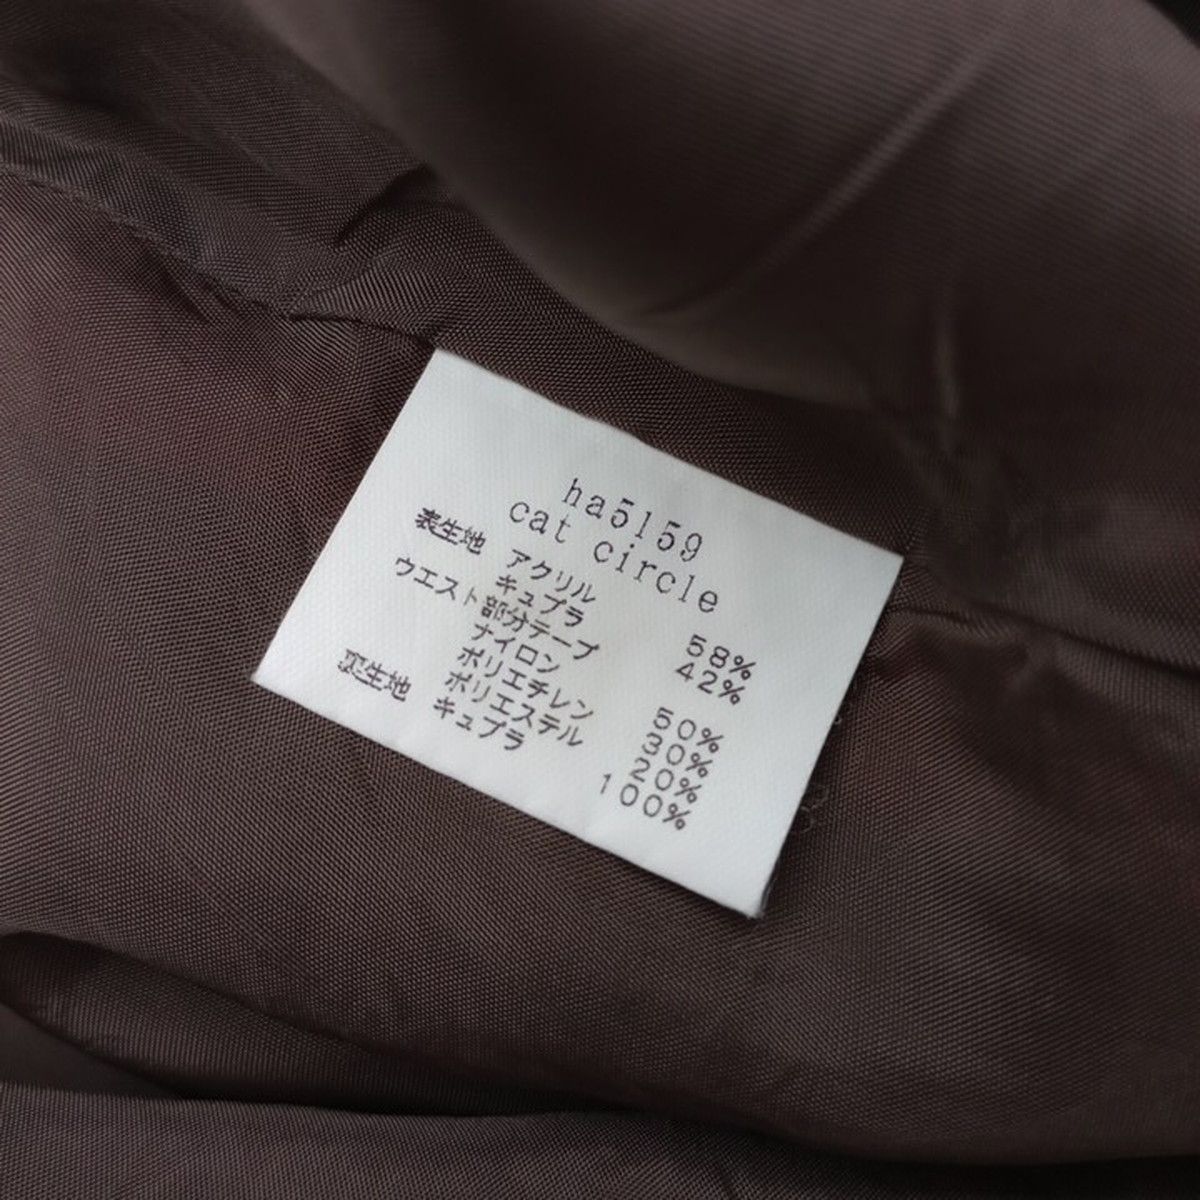 ha5159
cat circle
表生地 アクリル 58%
キュプラ 42%
ウエスト部分テープ
ナイロン 50%
ポリエチレン 30%
ポリエステル 20%
裏生地 キュプラ 100%